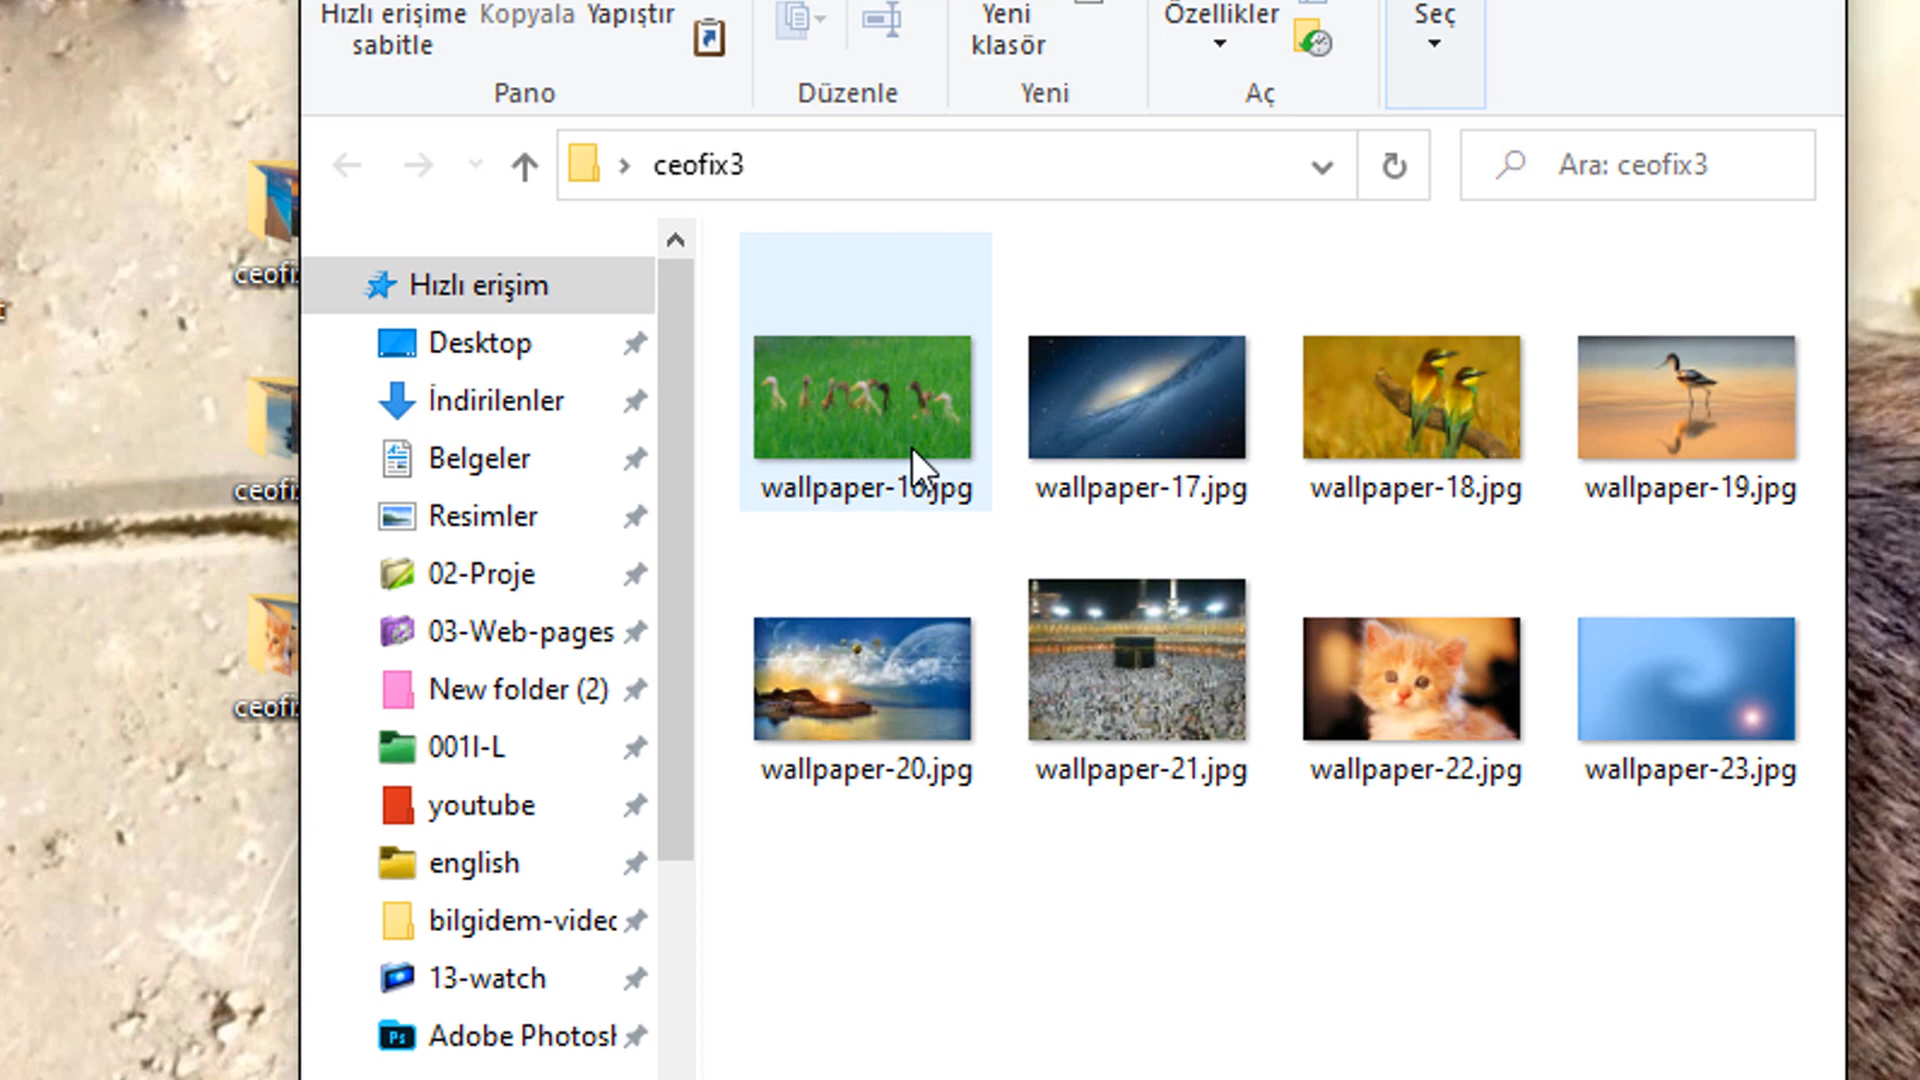 Hızlı erişime sabitle
Kopyala
Yapıştır
Yeni klasör
Özellikler
Seç
Pano
Düzenle
Yeni
Aç
ceofix3
Ara: ceofix3
Hızlı erişim
Desktop
İndirilenler
Belgeler
Resimler
02-Proje
03-Web-pages
New folder (2)
001I-L
youtube
english
bilgidem-videc
13-watch
Adobe Photosh
wallpaper-16.jpg
wallpaper-17.jpg
wallpaper-18.jpg
wallpaper-19.jpg
wallpaper-20.jpg
wallpaper-21.jpg
wallpaper-22.jpg
wallpaper-23.jpg
ceofi
ceofi
ceofi
Ps